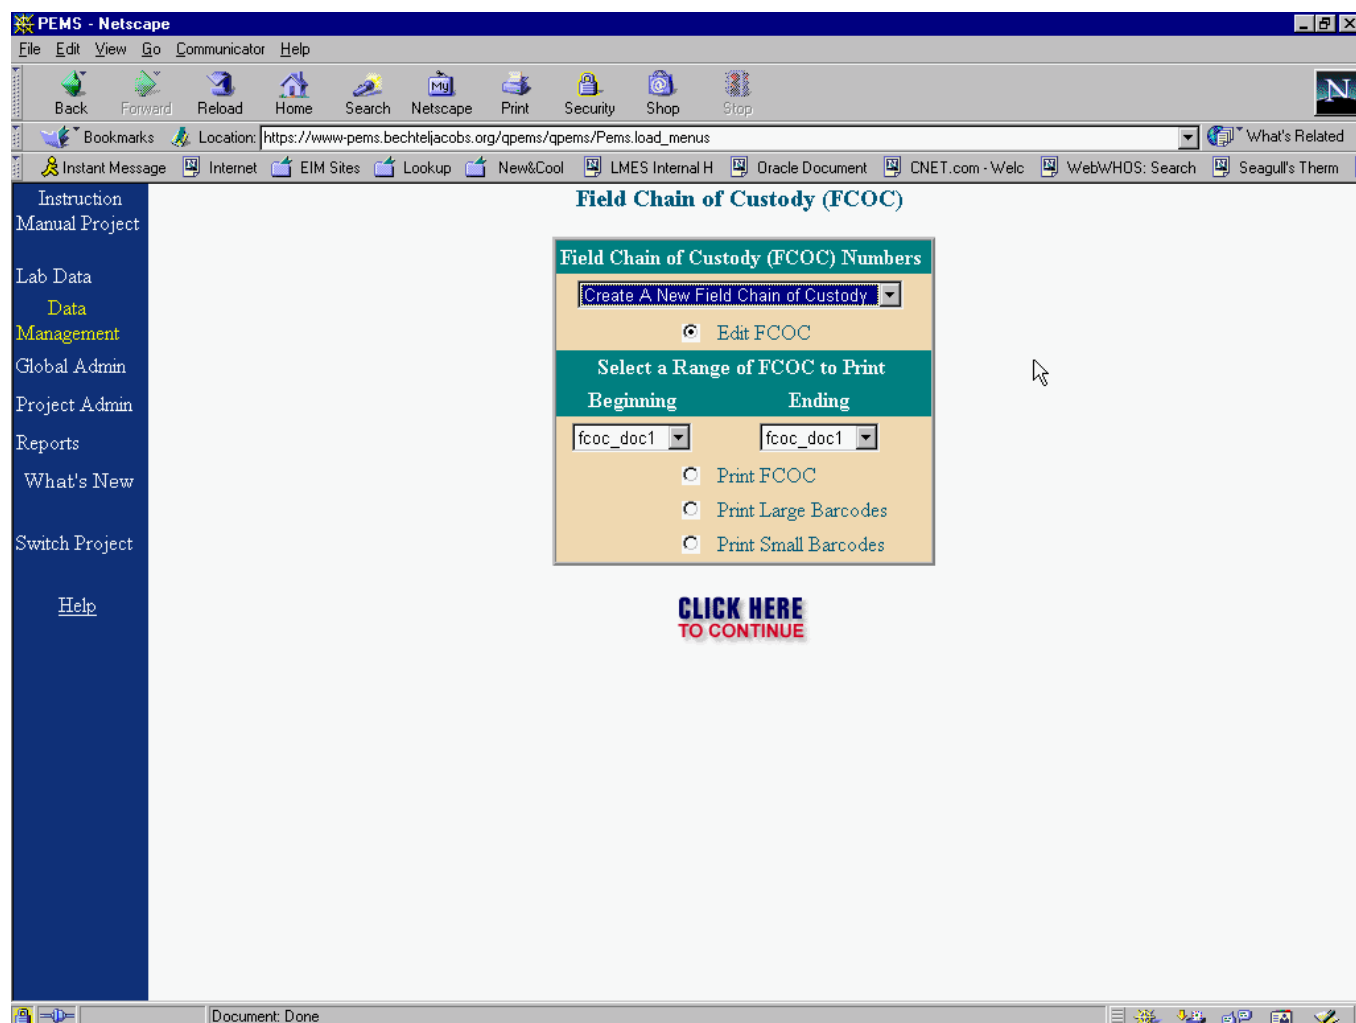 PEMS - Netscape
File Edit View Go Communicator Help
Back Forward Reload Home Search Netscape Print Security Shop Stop
My
N
Bookmarks Location: https://www-pems.bechteljacobs.org/qpems/qpems/Pems.load_menus What's Related
Instant Message Internet EIM Sites Lookup New&Cool LMES Internal H Oracle Document CNET.com - Welc WebWHOS: Search Seagull's Therm
Instruction
Manual Project
Lab Data
Data
Management
Global Admin
Project Admin
Reports
What's New
Switch Project
Help
Field Chain of Custody (FCOC)
Field Chain of Custody (FCOC) Numbers
Create A New Field Chain of Custody
Edit FCOC
Select a Range of FCOC to Print
Beginning Ending
fcoc_doc1 fcoc_doc1
Print FCOC
Print Large Barcodes
Print Small Barcodes
CLICK HERE
TO CONTINUE
Document: Done